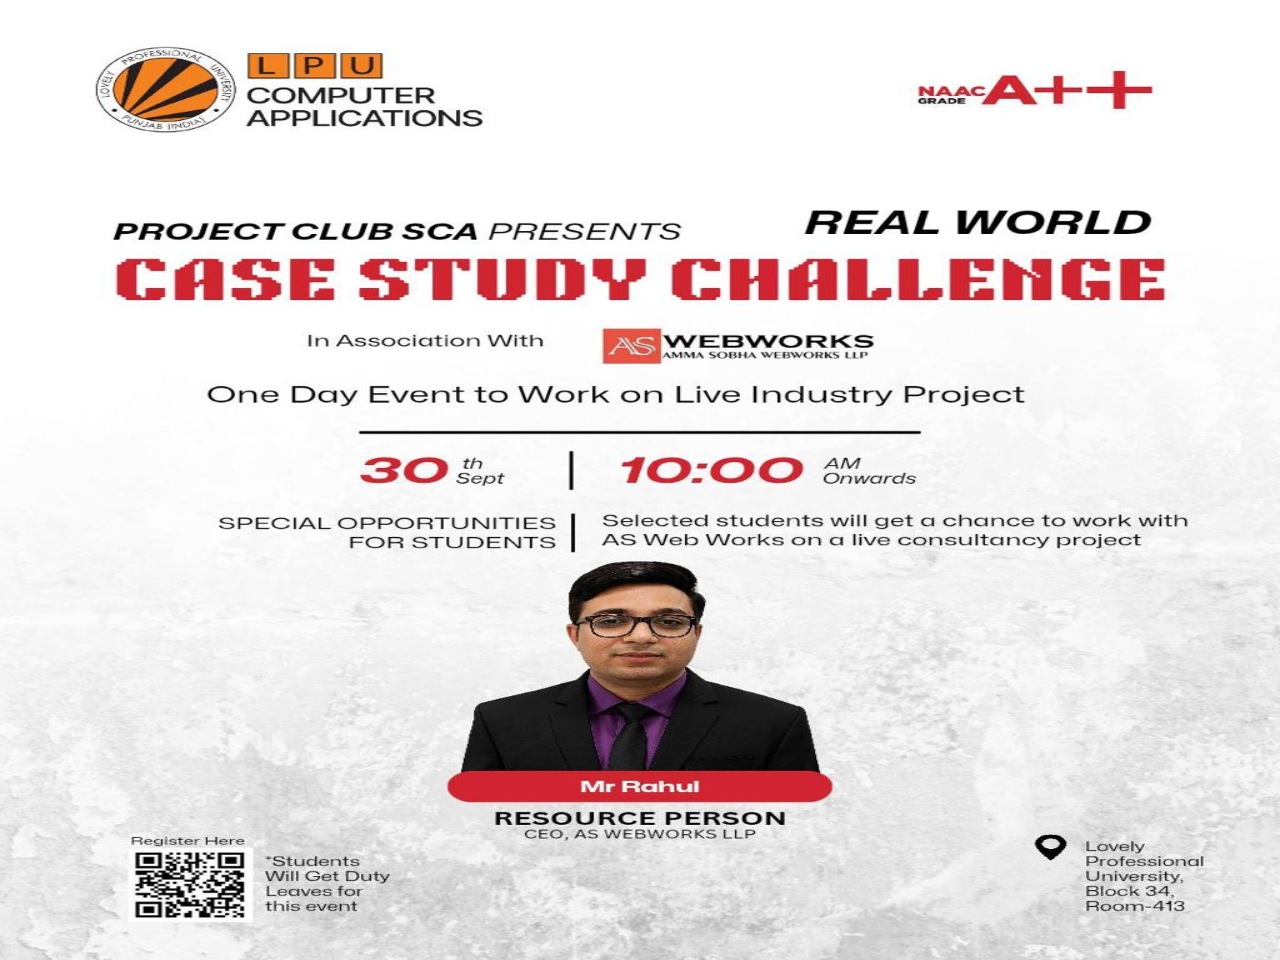 LOVELY PROFESSIONAL UNIVERSITY
PUNJAB (INDIA)
LPU
COMPUTER
APPLICATIONS
NAAC
GRADE
A++
PROJECT CLUB SCA PRESENTS
REAL WORLD
CASE STUDY CHALLENGE
In Association With
AS WEBWORKS
AMMA SOBHA WEBWORKS LLP
One Day Event to Work on Live Industry Project
30 th
Sept
10:00 AM
Onwards
SPECIAL OPPORTUNITIES
FOR STUDENTS
Selected students will get a chance to work with
AS Web Works on a live consultancy project
Mr Rahul
RESOURCE PERSON
CEO, AS WEBWORKS LLP
Register Here
*Students
Will Get Duty
Leaves for
this event
Lovely
Professional
University,
Block 34,
Room-413